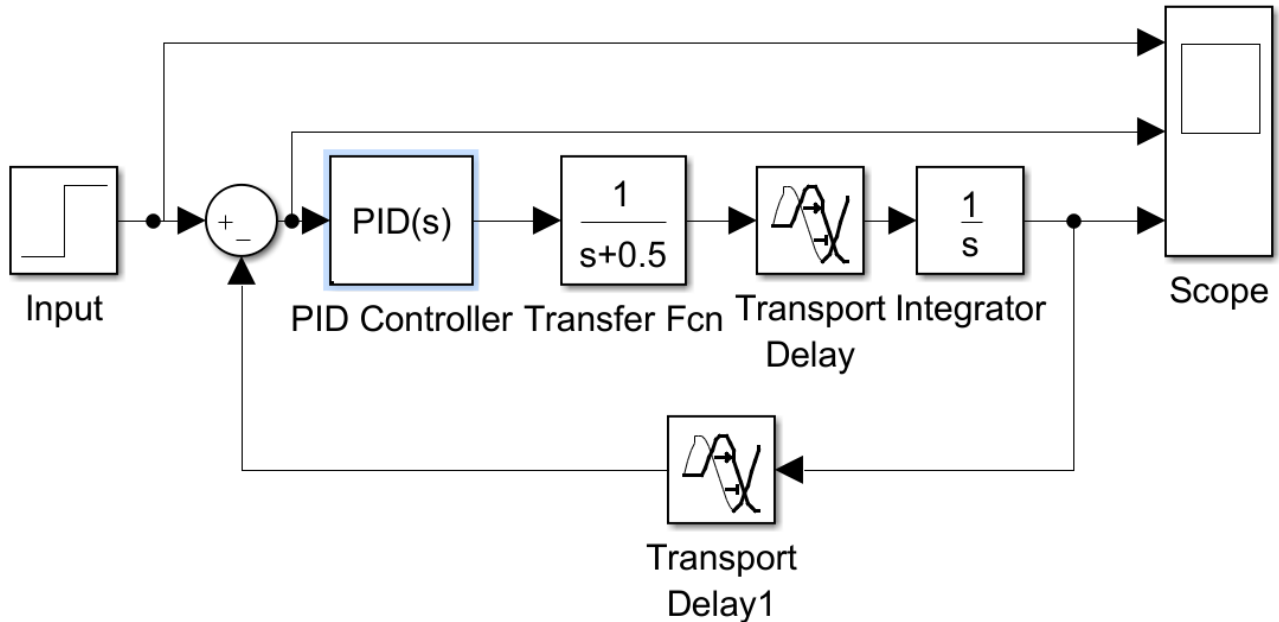 Input
+
−
PID(s)
PID Controller
1
s+0.5
Transfer Fcn
Transport
Delay
1
s
Integrator
Scope
Transport
Delay1